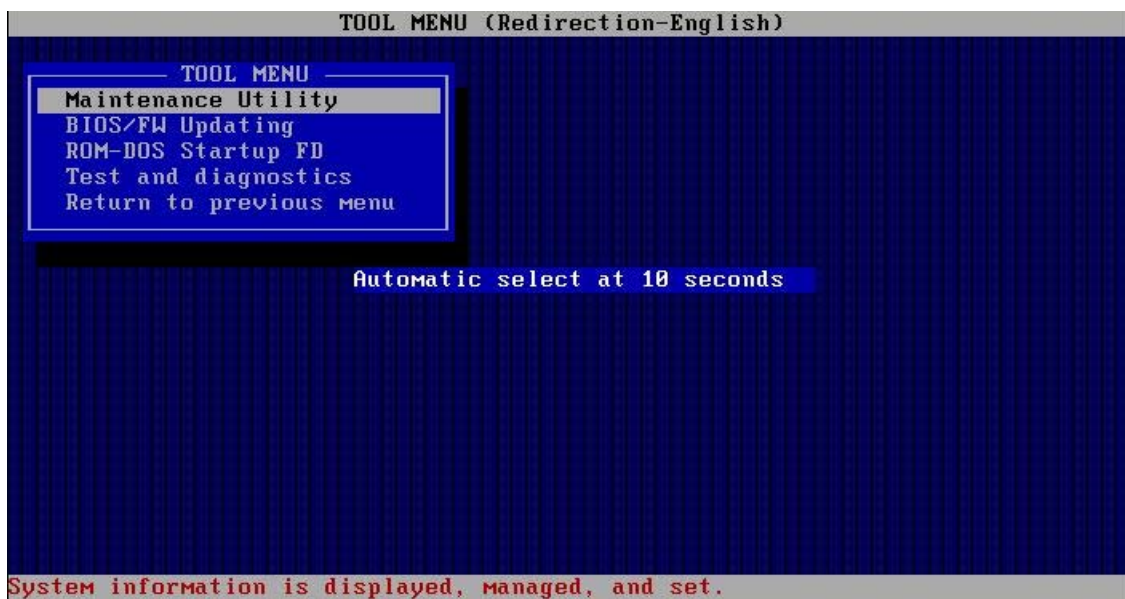 TOOL MENU (Redirection-English)
TOOL MENU
Maintenance Utility
BIOS/FW Updating
ROM-DOS Startup FD
Test and diagnostics
Return to previous menu
Automatic select at 10 seconds
System information is displayed, managed, and set.